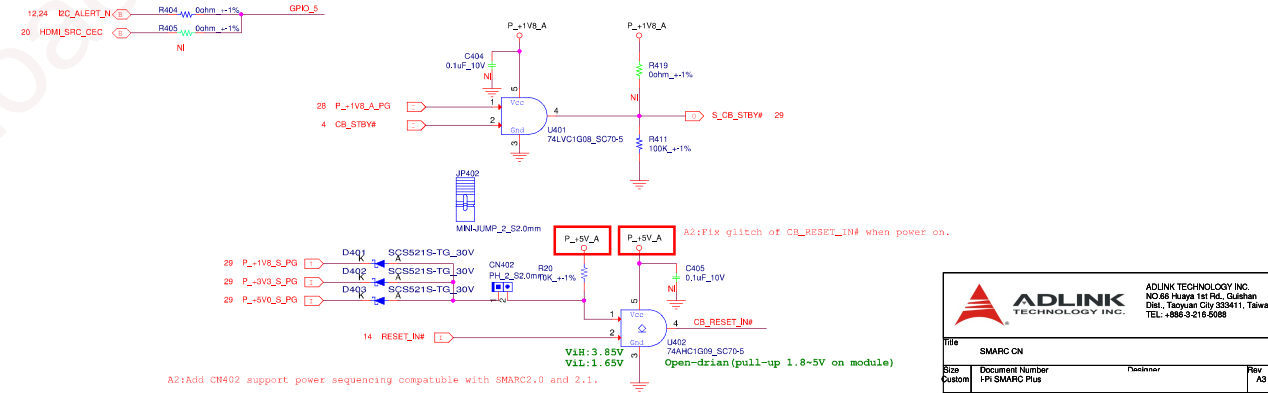 12,24 I2C_ALERT_N B R404 0ohm_+-1% GPIO_5
20 HDMI_SRC_CEC B R405 0ohm_+-1%
NI
P_+1V8_A P_+1V8_A
C404
0.1uF_10V
NI
R419
0ohm_+-1%
NI
5
28 P_+1V8_A_PG I 1 Vcc
4 O S_CB_STBY# 29
4 CB_STBY# I 2 Gnd
U401
74LVC1G08_SC70-5
3
R411
100K_+-1%
JP402
MINI-JUMP_2_S2.0mm
P_+5V_A P_+5V_A
A2:Fix glitch of CB_RESET_IN# when power on.
D401 SCS521S-TG_30V
K A
29 P_+1V8_S_PG I
D402 SCS521S-TG_30V
K A
29 P_+3V3_S_PG I
D403 SCS521S-TG_30V
K A
29 P_+5V0_S_PG I
CN402
PH_2_S2.0mm
1 2
R20
10K_+-1%
C405
0.1uF_10V
NI
5
1 Vcc
4 CB_RESET_IN#
14 RESET_IN# I 2
U402
74AHC1G09_SC70-5
3
ViH:3.85V
ViL:1.65V
Open-drian(pull-up 1.8~5V on module)
A2:Add CN402 support power sequencing compatuble with SMARC2.0 and 2.1.
ADLINK
TECHNOLOGY INC.
ADLINK TECHNOLOGY INC.
NO.66 Huaya 1st Rd., Guishan
Dist., Taoyuan City 333411, Taiwa
TEL: +886-3-216-5088
Title
SMARC CN
Size Document Number Designer Rev
Custom I-Pi SMARC Plus A3